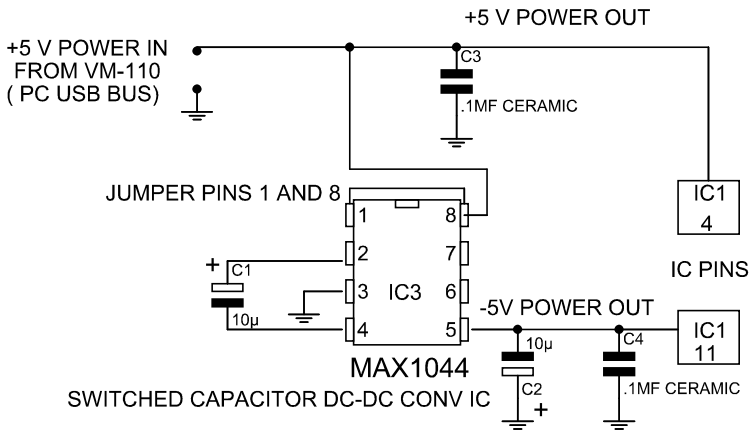 +5 V POWER OUT
+5 V POWER IN
FROM VM-110
( PC USB BUS)
C3
.1MF CERAMIC
JUMPER PINS 1 AND 8
IC1
4
IC PINS
1
8
2
7
3
IC3
6
4
5
+
C1
10µ
-5V POWER OUT
IC1
11
10µ
C4
MAX1044
C2
.1MF CERAMIC
SWITCHED CAPACITOR DC-DC CONV IC
+